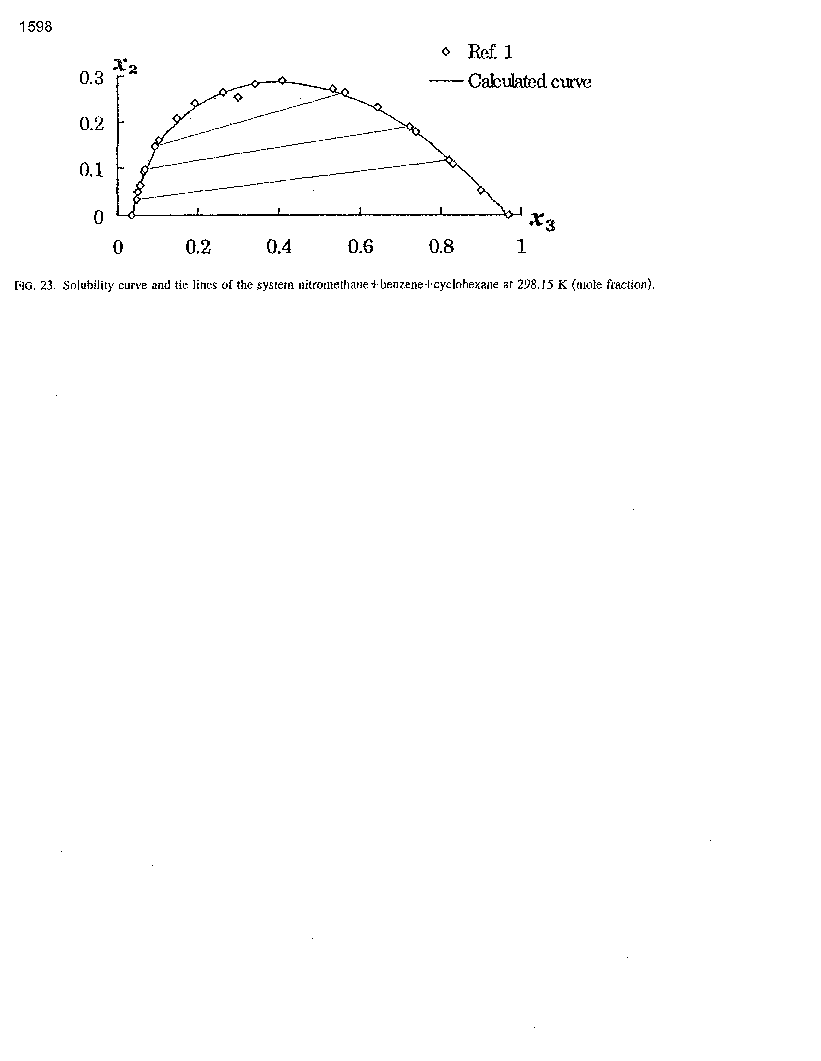 1598
x2
◇ Ref. 1
Calculated curve
0.3
0.2
0.1
0
x3
0 0.2 0.4 0.6 0.8 1
FIG. 23. Solubility curve and tie lines of the system nitromethane+benzene+cyclohexane at 298.15 K (mole fraction).